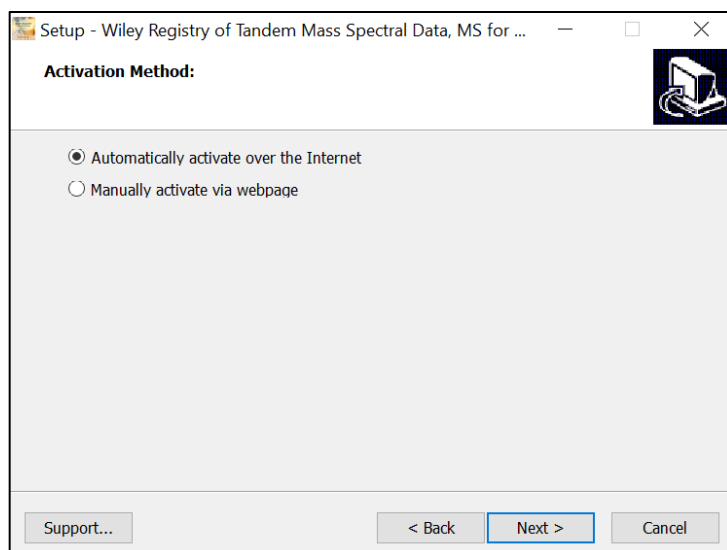 Setup - Wiley Registry of Tandem Mass Spectral Data, MS for ...
Activation Method:
Automatically activate over the Internet
Manually activate via webpage
Support... < Back Next > Cancel